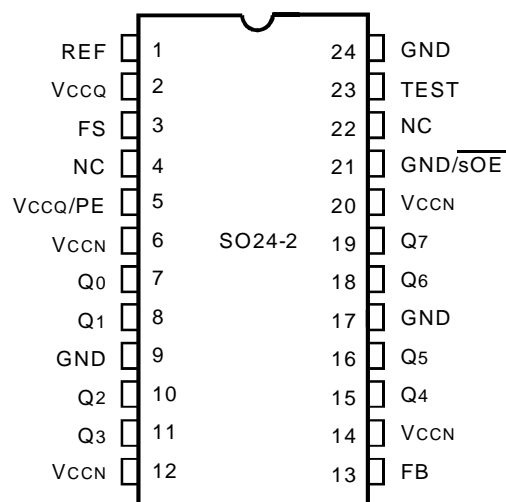 REF 1 24 GND
VCCQ 2 23 TEST
FS 3 22 NC
NC 4 21 GND/sOE
VCCQ/PE 5 20 VCCN
VCCN 6 SO24-2 19 Q7
Q0 7 18 Q6
Q1 8 17 GND
GND 9 16 Q5
Q2 10 15 Q4
Q3 11 14 VCCN
VCCN 12 13 FB